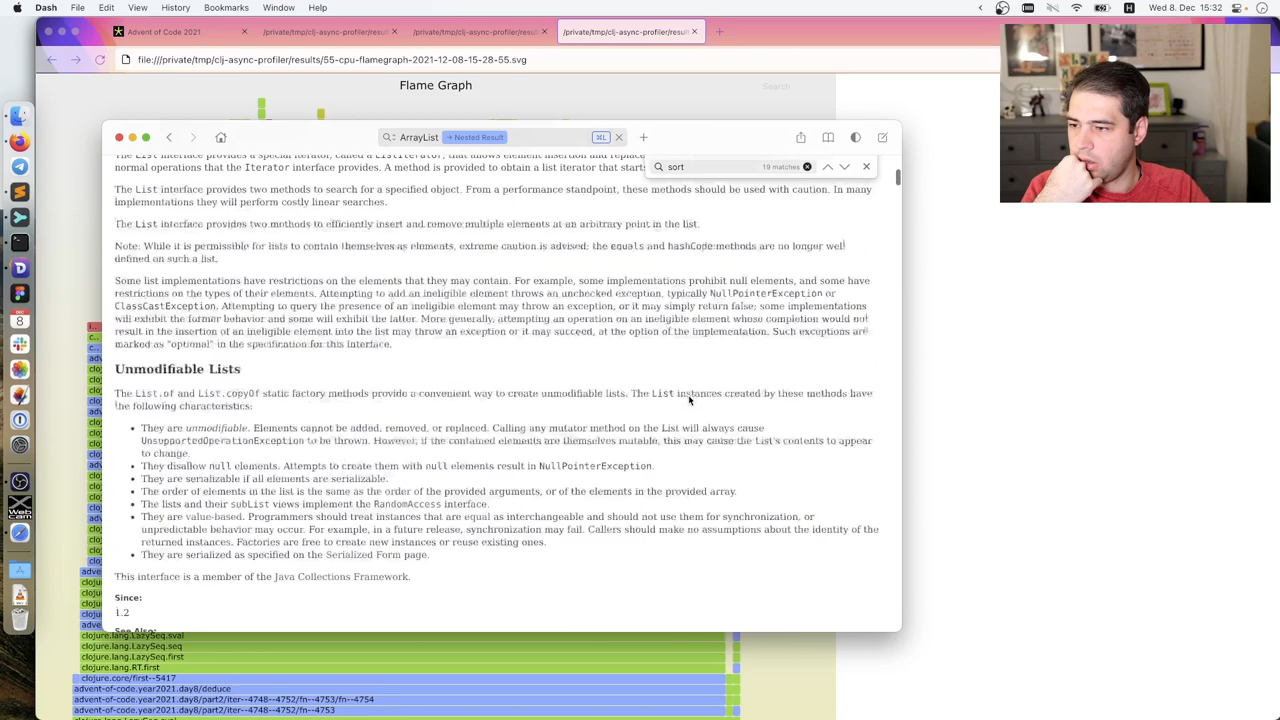 Dash File Edit View History Bookmarks Window Help
Wed 8. Dec 15:32
Advent of Code 2021
/private/tmp/clj-async-profiler/resul
/private/tmp/clj-async-profiler/resul
/private/tmp/clj-async-profiler/resul
file:///private/tmp/clj-async-profiler/results/55-cpu-flamegraph-2021-12-08-15-28-55.svg
Flame Graph
Search
ArrayList
Nested Result
⌘L
sort
19 matches
normal operations that the Iterator interface provides. A method is provided to obtain a list iterator that start
The List interface provides two methods to search for a specified object. From a performance standpoint, these methods should be used with caution. In many
implementations they will perform costly linear searches.
The List interface provides two methods to efficiently insert and remove multiple elements at an arbitrary point in the list.
Note: While it is permissible for lists to contain themselves as elements, extreme caution is advised: the equals and hashCode methods are no longer well
defined on such a list.
Some list implementations have restrictions on the elements that they may contain. For example, some implementations prohibit null elements, and some have
restrictions on the types of their elements. Attempting to add an ineligible element throws an unchecked exception, typically NullPointerException or
ClassCastException. Attempting to query the presence of an ineligible element may throw an exception, or it may simply return false; some implementations
will exhibit the former behavior and some will exhibit the latter. More generally, attempting an operation on an ineligible element whose completion would not
result in the insertion of an ineligible element into the list may throw an exception or it may succeed, at the option of the implementation. Such exceptions are
marked as "optional" in the specification for this interface.
Unmodifiable Lists
The List.of and List.copyOf static factory methods provide a convenient way to create unmodifiable lists. The List instances created by these methods have
the following characteristics:
They are unmodifiable. Elements cannot be added, removed, or replaced. Calling any mutator method on the List will always cause
UnsupportedOperationException to be thrown. However, if the contained elements are themselves mutable, this may cause the List's contents to appear
to change.
They disallow null elements. Attempts to create them with null elements result in NullPointerException.
They are serializable if all elements are serializable.
The order of elements in the list is the same as the order of the provided arguments, or of the elements in the provided array.
The lists and their subList views implement the RandomAccess interface.
They are value-based. Programmers should treat instances that are equal as interchangeable and should not use them for synchronization, or
unpredictable behavior may occur. For example, in a future release, synchronization may fail. Callers should make no assumptions about the identity of the
returned instances. Factories are free to create new instances or reuse existing ones.
They are serialized as specified on the Serialized Form page.
This interface is a member of the Java Collections Framework.
Since:
1.2
See Also:
clojure.lang.LazySeq.sval
clojure.lang.LazySeq.seq
clojure.lang.LazySeq.first
clojure.lang.RT.first
clojure.core/first--5417
advent-of-code.year2021.day8/deduce
advent-of-code.year2021.day8/part2/iter--4748--4752/fn--4753/fn--4754
advent-of-code.year2021.day8/part2/iter--4748--4752/fn--4753
clojure.lang.LazySeq.sval